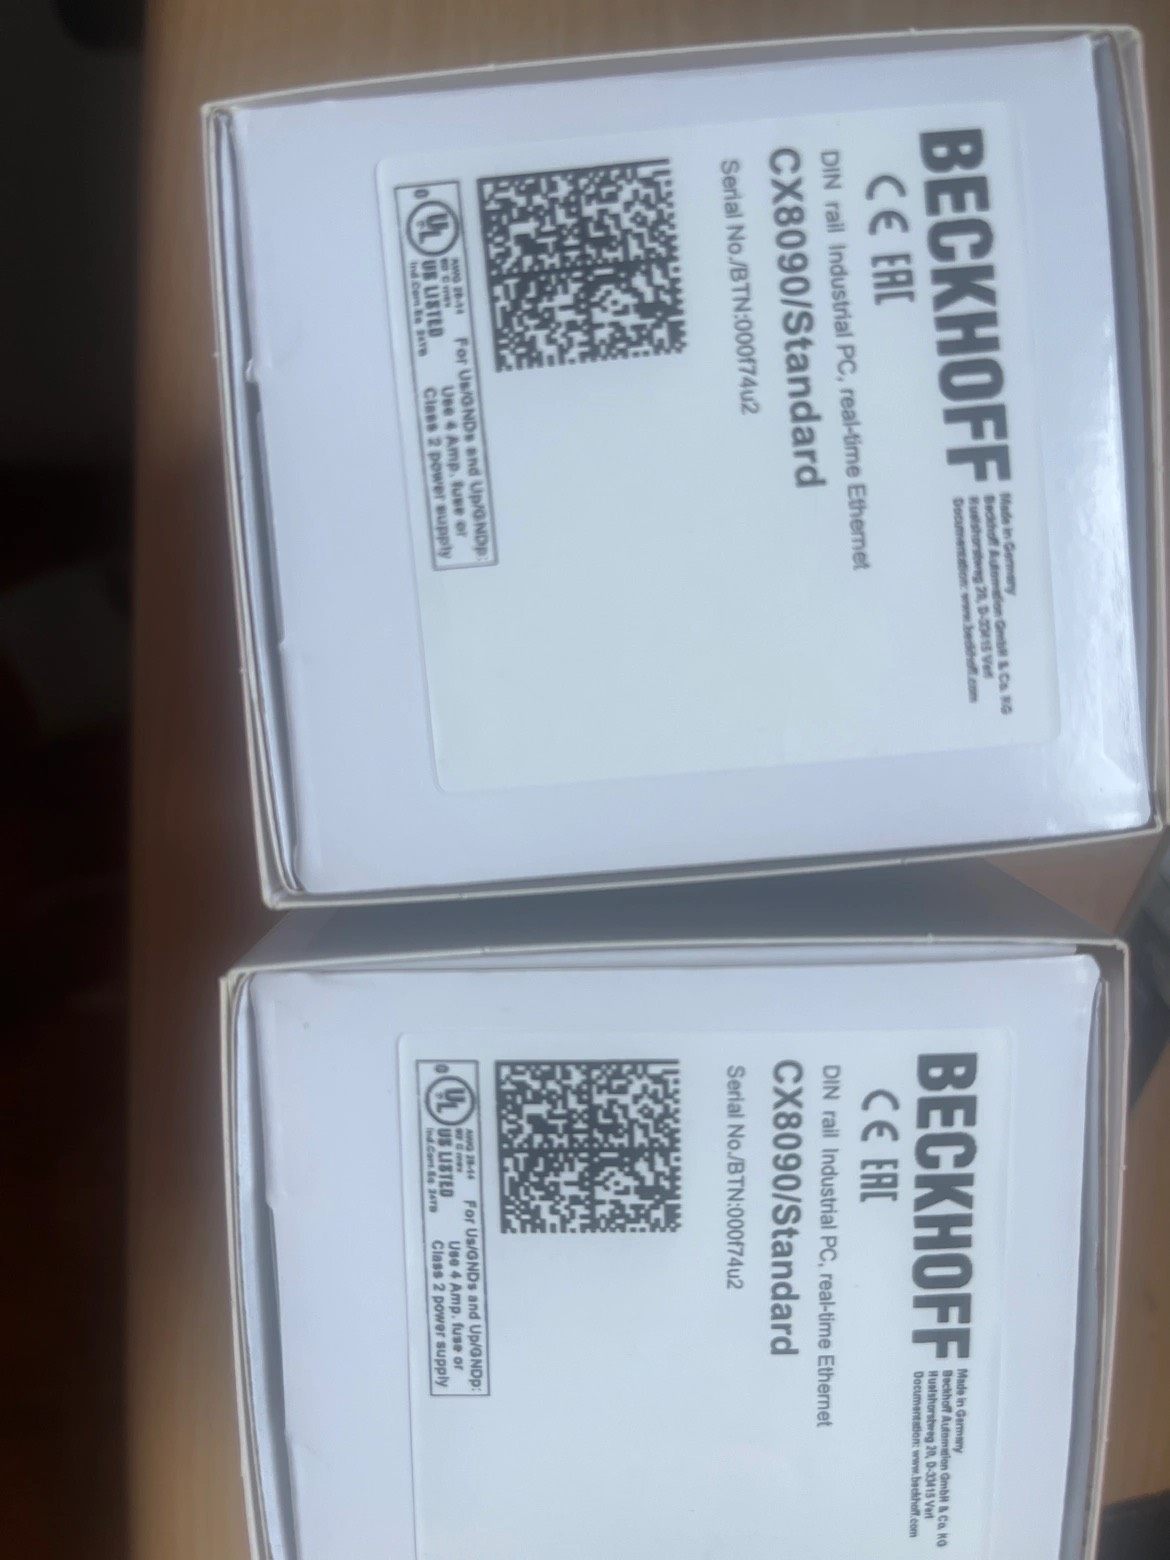 BECKHOFF
Made in Germany
Beckhoff Automation GmbH & Co. KG
Huelshorstweg 20, D-33415 Verl
Documentation: www.beckhoff.com
CE EAC
DIN rail Industrial PC, real-time Ethernet
CX8090/Standard
Serial No./BTN:000f74u2
UL
US LISTED
For Us/GNDs and Up/GNDp:
Use 4 Amp. fuse or
Class 2 power supply
BECKHOFF
Made in Germany
Beckhoff Automation GmbH & Co. KG
Huelshorstweg 20, D-33415 Verl
Documentation: www.beckhoff.com
CE EAC
DIN rail Industrial PC, real-time Ethernet
CX8090/Standard
Serial No./BTN:000f74u2
UL
US LISTED
For Us/GNDs and Up/GNDp:
Use 4 Amp. fuse or
Class 2 power supply